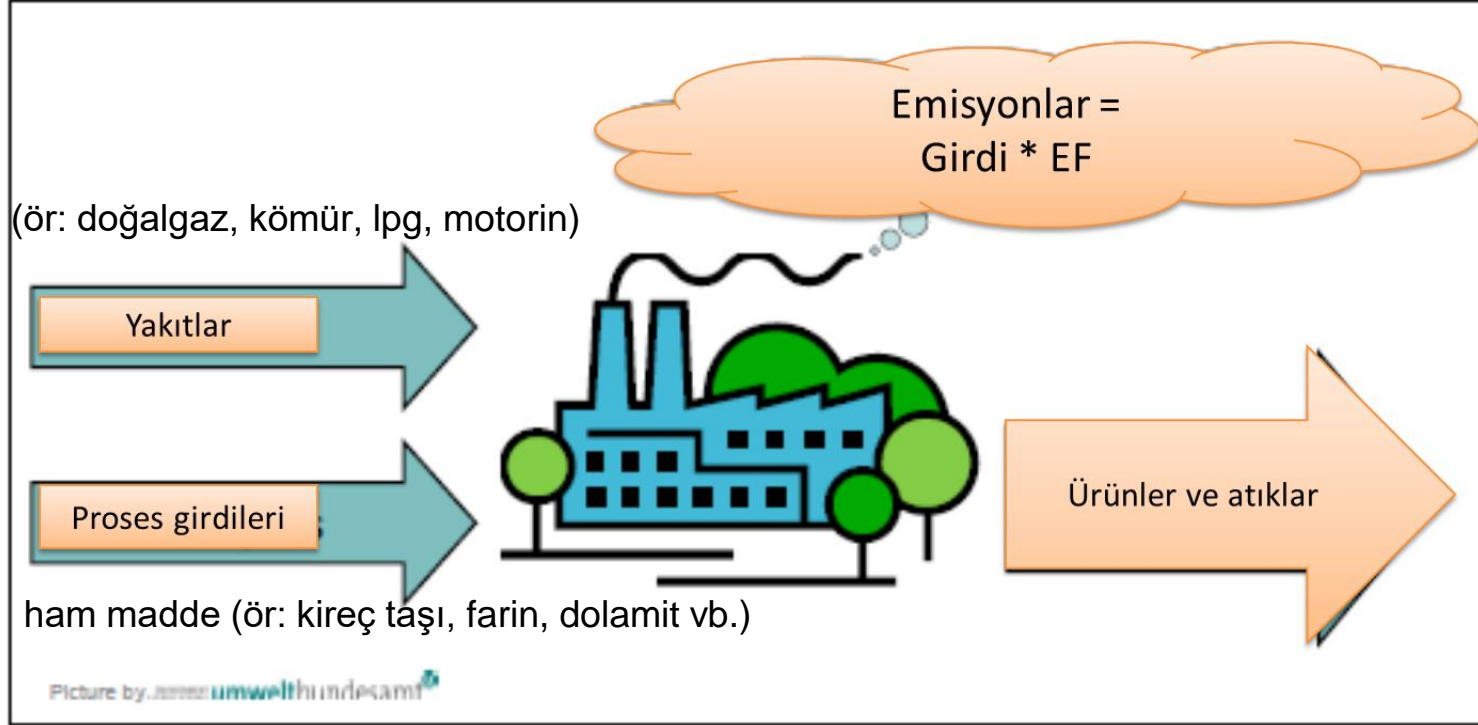 Emisyonlar =
Girdi * EF
(ör: doğalgaz, kömür, lpg, motorin)
Yakıtlar
Proses girdileri
Ürünler ve atıklar
ham madde (ör: kireç taşı, farin, dolamit vb.)
Picture by umweltbundesamt